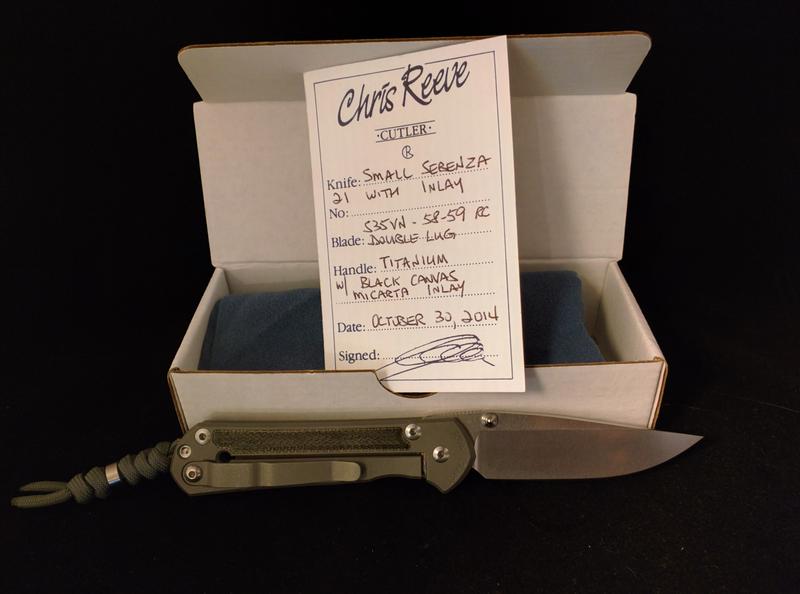 Chris Reeve
·CUTLER·
®
Knife: SMALL SEBENZA
21 WITH INLAY
No:
S35VN - 58-59 RC
Blade: DOUBLE LUG
Handle: TITANIUM
W/ BLACK CANVAS
MICARTA INLAY
Date: OCTOBER 30, 2014
Signed: